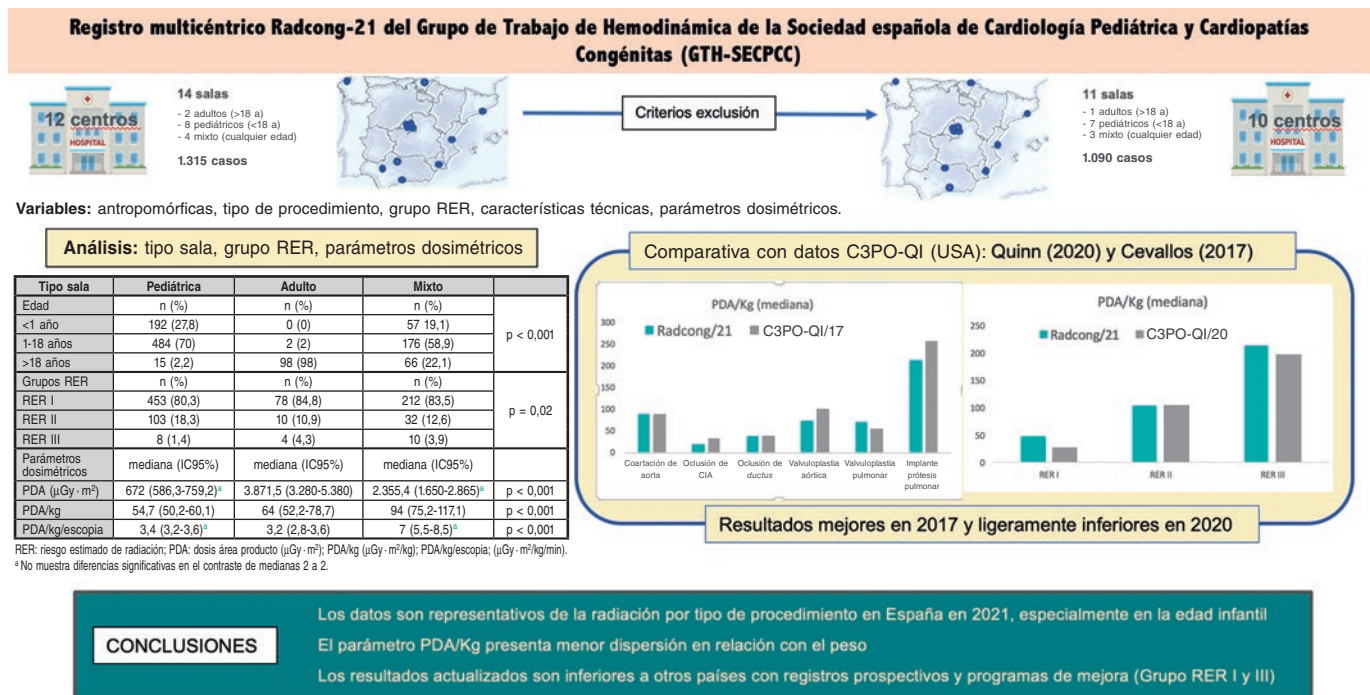 Registro multicéntrico Radcong-21 del Grupo de Trabajo de Hemodinámica de la Sociedad española de Cardiología Pediátrica y Cardiopatías
Congénitas (GTH-SECPCC)
12 centros
HOSPITAL
14 salas
- 2 adultos (>18 a)
- 8 pediátricos (<18 a)
- 4 mixto (cualquier edad)
1.315 casos
Criterios exclusión
11 salas
- 1 adultos (>18 a)
- 7 pediátricos (<18 a)
- 3 mixto (cualquier edad)
1.090 casos
10 centros
HOSPITAL
Variables: antropomórficas, tipo de procedimiento, grupo RER, características técnicas, parámetros dosimétricos.
Análisis: tipo sala, grupo RER, parámetros dosimétricos
Tipo sala Pediátrica Adulto Mixto
Edad n (%) n (%) n (%)
<1 año 192 (27,8) 0 (0) 57 19,1)
1-18 años 484 (70) 2 (2) 176 (58,9)
>18 años 15 (2,2) 98 (98) 66 (22,1)
p < 0,001
Grupos RER n (%) n (%) n (%)
RER I 453 (80,3) 78 (84,8) 212 (83,5)
RER II 103 (18,3) 10 (10,9) 32 (12,6)
RER III 8 (1,4) 4 (4,3) 10 (3,9)
p = 0,02
Parámetros
dosimétricos mediana (IC95%) mediana (IC95%) mediana (IC95%)
PDA (µGy·m²) 672 (586,3-759,2)ª 3.871,5 (3.280-5.380) 2.355,4 (1.650-2.865)ª p < 0,001
PDA/kg 54,7 (50,2-60,1) 64 (52,2-78,7) 94 (75,2-117,1) p < 0,001
PDA/kg/escopia 3,4 (3,2-3,6)ª 3,2 (2,8-3,6) 7 (5,5-8,5)ª p < 0,001
RER: riesgo estimado de radiación; PDA: dosis área producto (µGy·m²); PDA/kg (µGy·m²/kg); PDA/kg/escopia; (µGy·m²/kg/min).
ª No muestra diferencias significativas en el contraste de medianas 2 a 2.
Comparativa con datos C3PO-QI (USA): Quinn (2020) y Cevallos (2017)
PDA/Kg (mediana)
Radcong/21 C3PO-QI/17
300
250
200
150
100
50
0
Coartación de aorta
Oclusión de CIA
Oclusión de ductus
Valvuloplastia aórtica
Valvuloplastia pulmonar
Implante prótesis pulmonar
PDA/Kg (mediana)
Radcong/21 C3PO-QI/20
250
200
150
100
50
0
RER I RER II RER III
Resultados mejores en 2017 y ligeramente inferiores en 2020
CONCLUSIONES
Los datos son representativos de la radiación por tipo de procedimiento en España en 2021, especialmente en la edad infantil
El parámetro PDA/Kg presenta menor dispersión en relación con el peso
Los resultados actualizados son inferiores a otros países con registros prospectivos y programas de mejora (Grupo RER I y III)